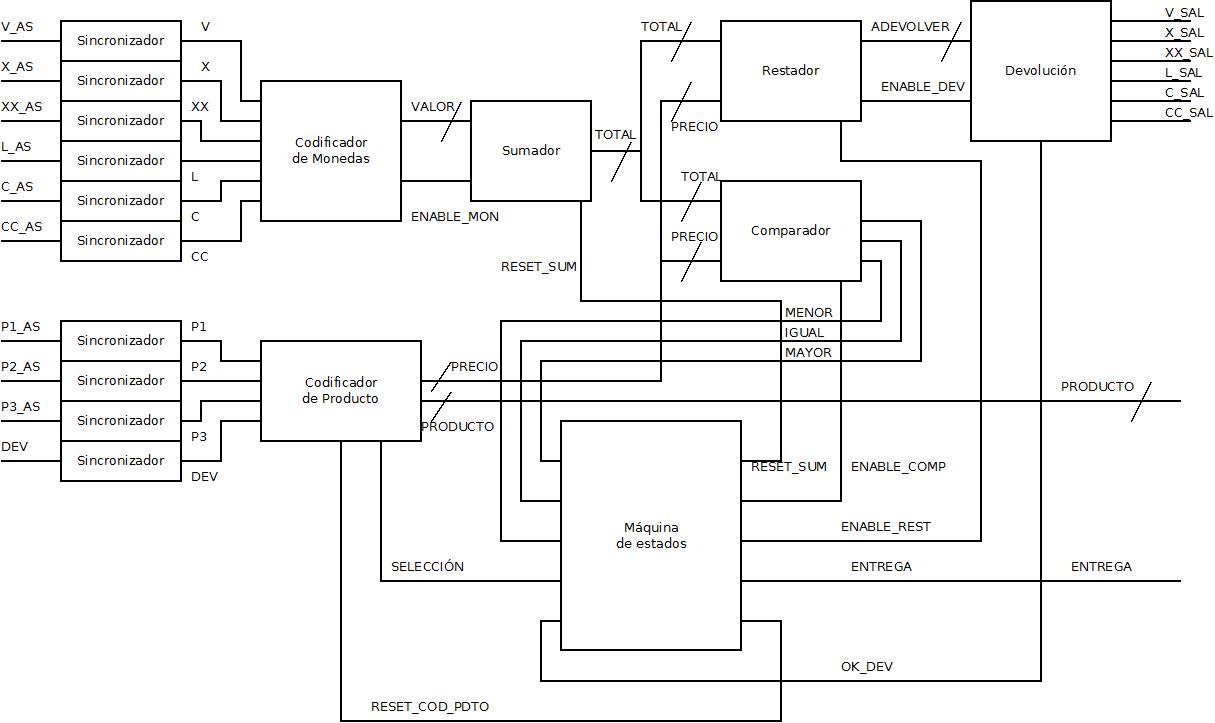 V_AS
V
Sincronizador
X_AS
X
Sincronizador
XX_AS
XX
Sincronizador
L_AS
L
Sincronizador
C_AS
C
Sincronizador
CC_AS
CC
Sincronizador
Codificador
de Monedas
VALOR
ENABLE_MON
Sumador
TOTAL
RESET_SUM
TOTAL
PRECIO
Restador
ADEVOLVER
ENABLE_DEV
Devolución
V_SAL
X_SAL
XX_SAL
L_SAL
C_SAL
CC_SAL
TOTAL
PRECIO
Comparador
MENOR
IGUAL
MAYOR
P1_AS
P1
Sincronizador
P2_AS
P2
Sincronizador
P3_AS
P3
Sincronizador
DEV
DEV
Sincronizador
Codificador
de Producto
PRECIO
PRODUCTO
PRODUCTO
Máquina
de estados
RESET_SUM
ENABLE_COMP
ENABLE_REST
SELECCIÓN
ENTREGA
ENTREGA
OK_DEV
RESET_COD_PDTO